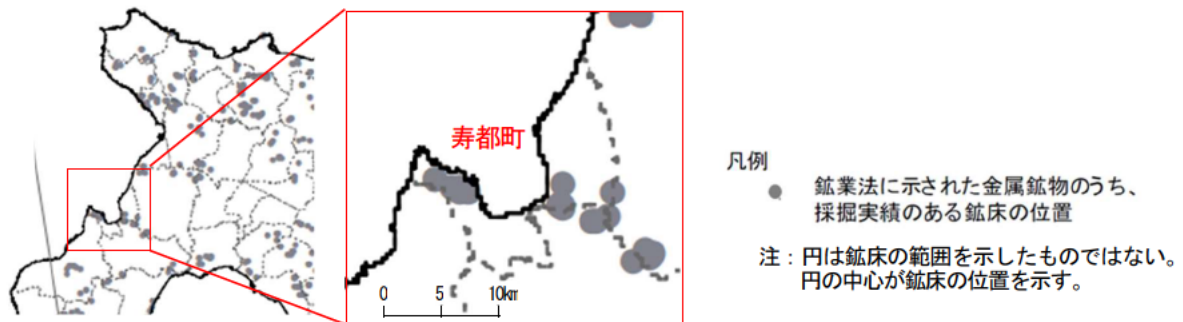 寿都町
0 5 10km
凡例
鉱業法に示された金属鉱物のうち、
採掘実績のある鉱床の位置
注：円は鉱床の範囲を示したものではない。
円の中心が鉱床の位置を示す。